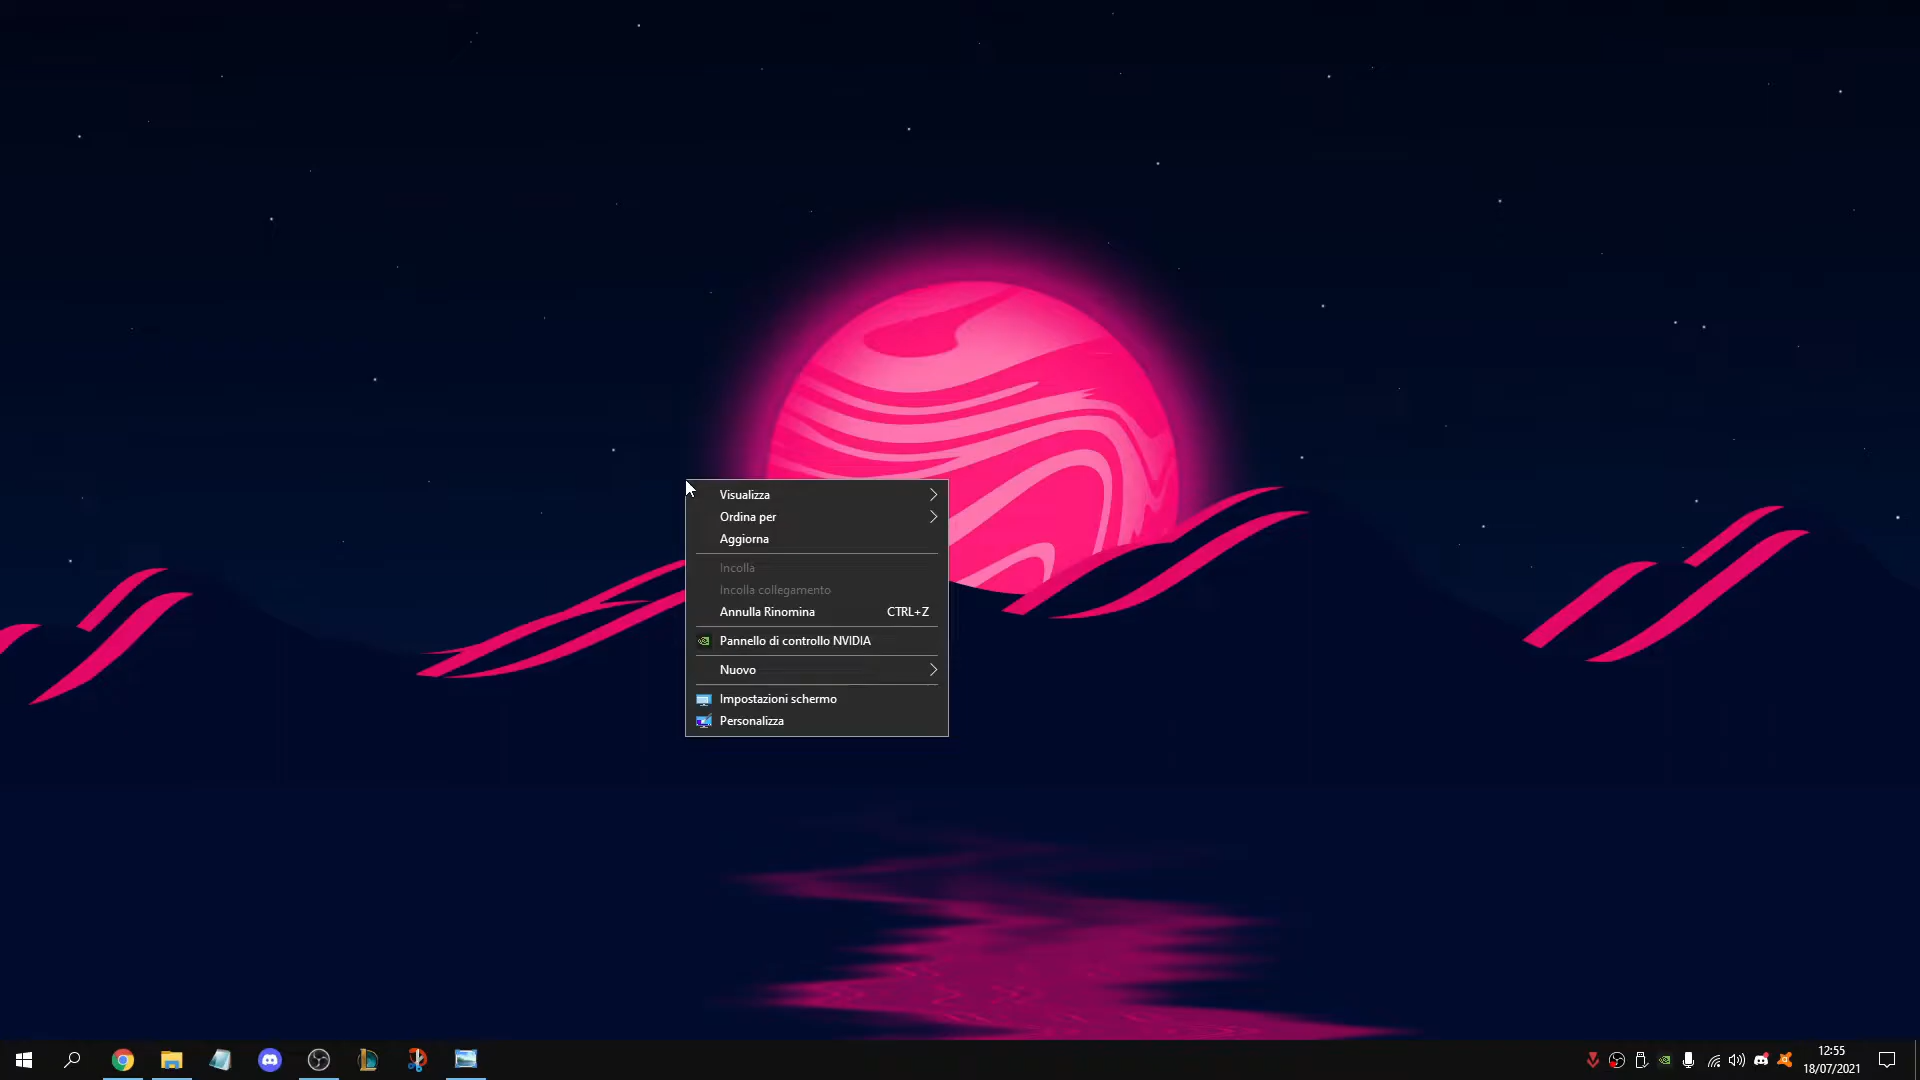 Visualizza
Ordina per
Aggiorna
Incolla
Incolla collegamento
Annulla Rinomina CTRL+Z
Pannello di controllo NVIDIA
Nuovo
Impostazioni schermo
Personalizza
12:55
18/07/2021